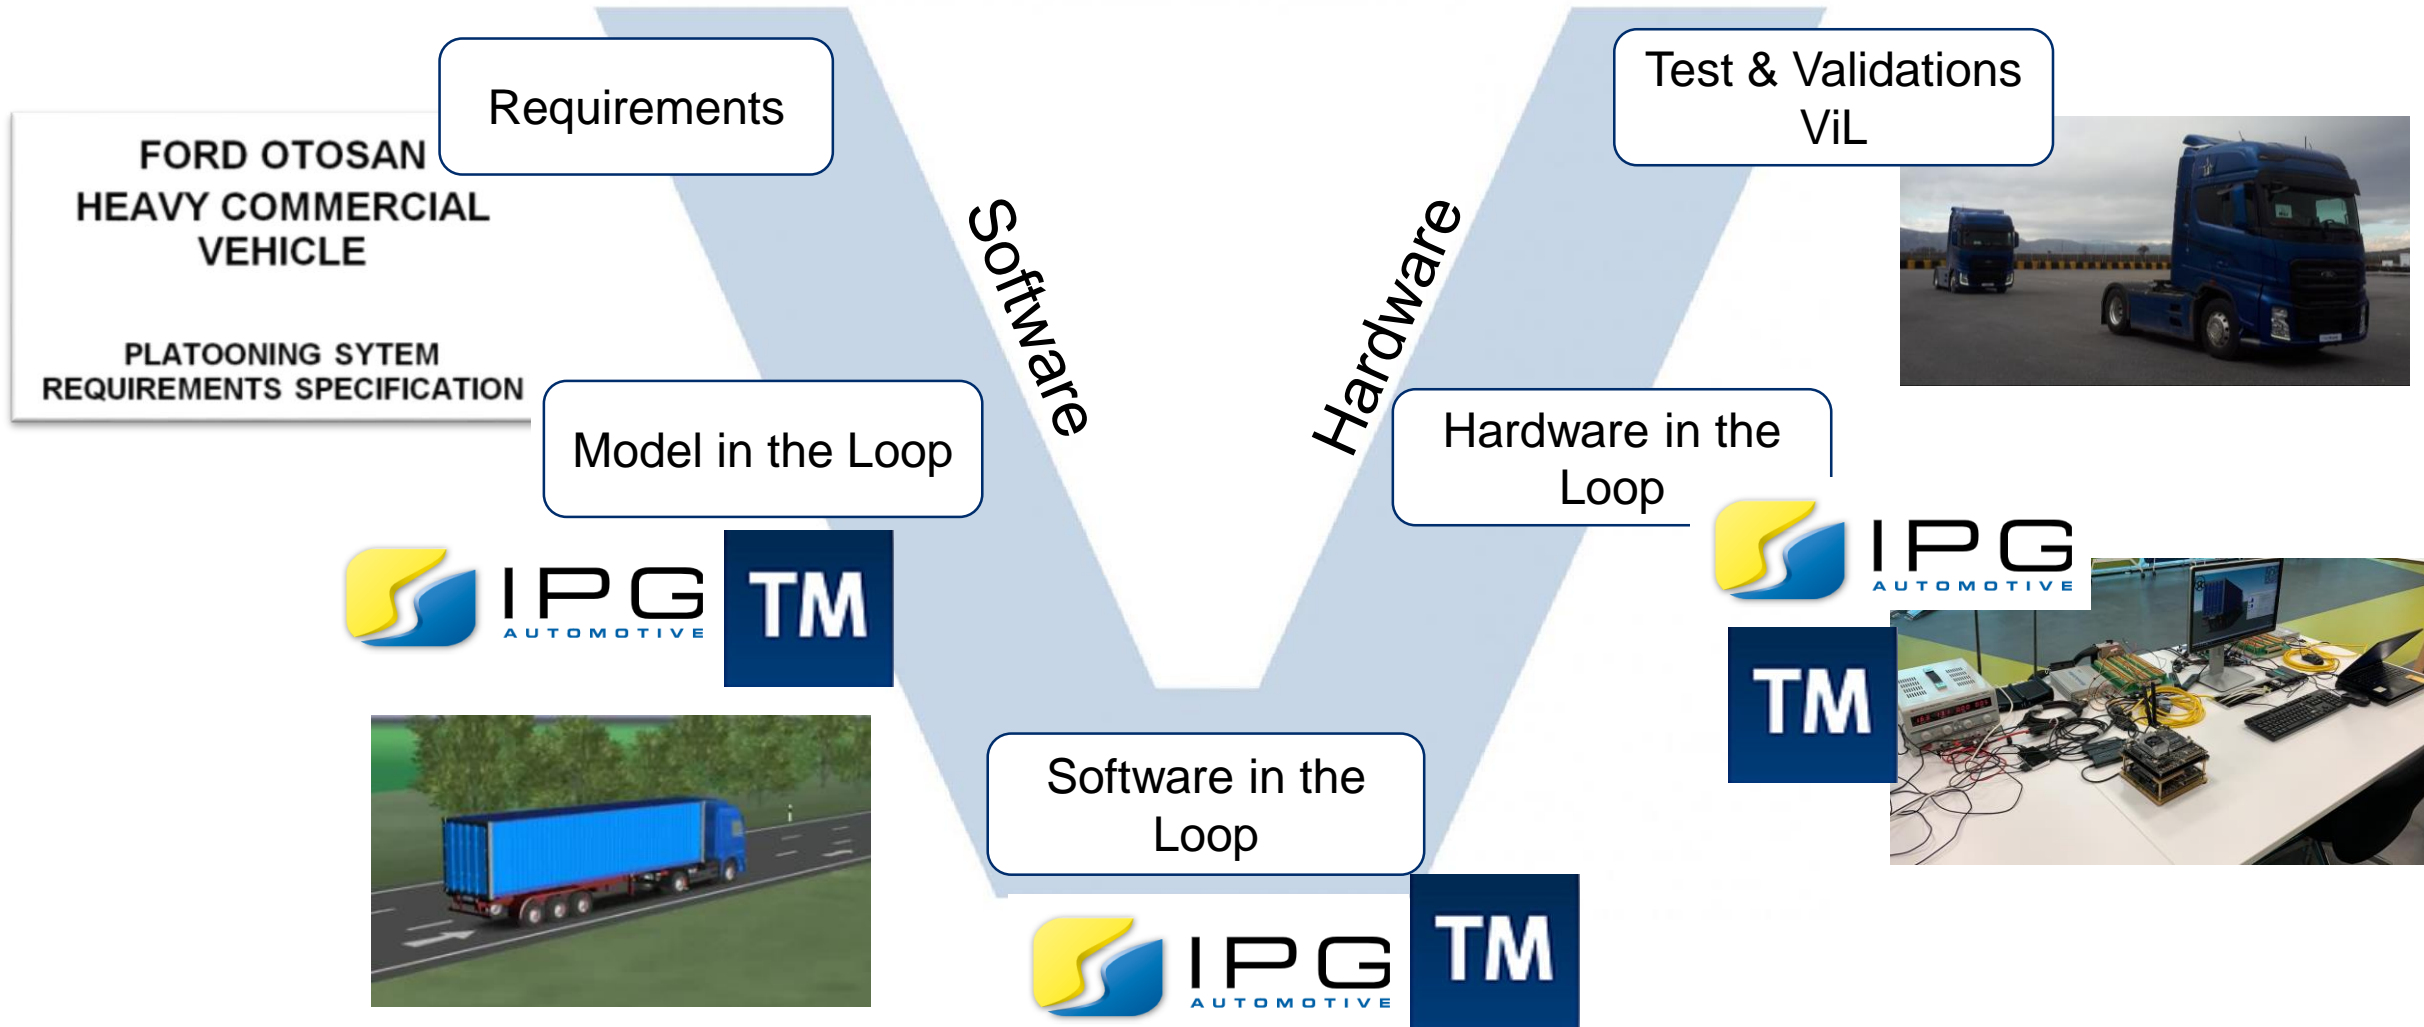 Requirements
FORD OTOSAN
HEAVY COMMERCIAL
VEHICLE
PLATOONING SYTEM
REQUIREMENTS SPECIFICATION
Software
Model in the Loop
IPG
AUTOMOTIVE
TM
Software in the
Loop
IPG
AUTOMOTIVE
TM
Hardware
Test & Validations
ViL
Hardware in the
Loop
IPG
AUTOMOTIVE
TM